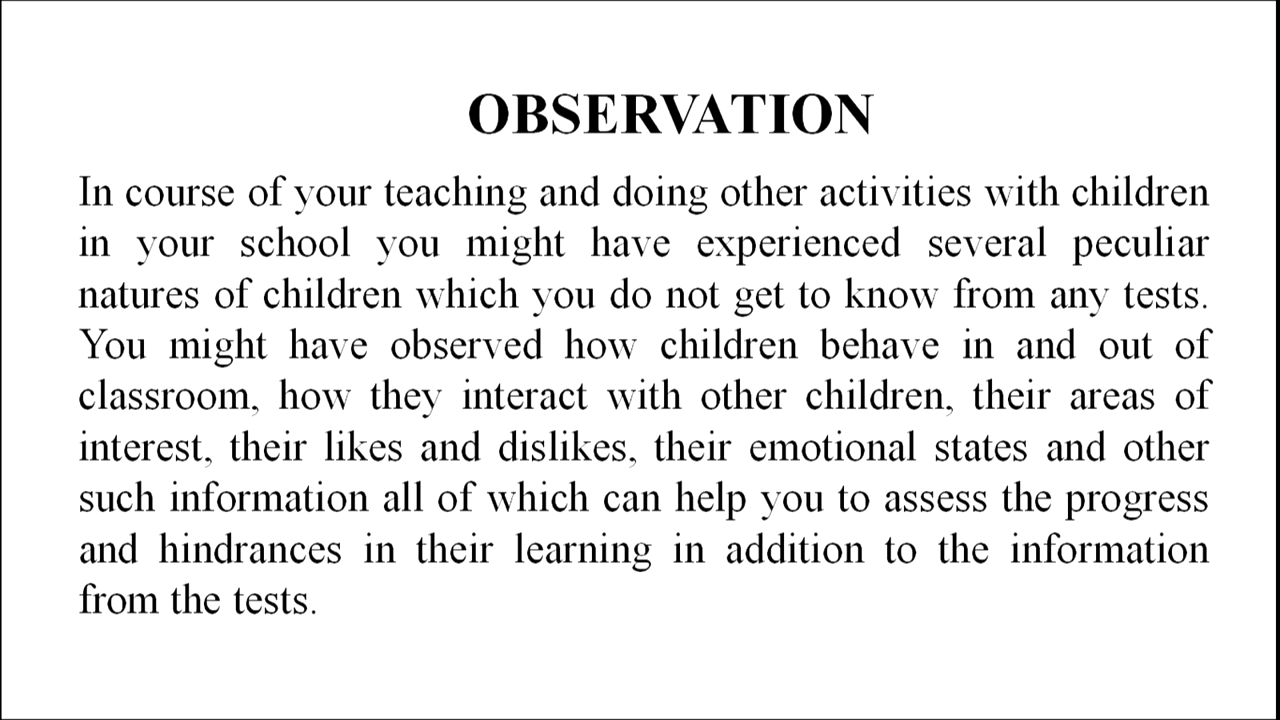 OBSERVATION
In course of your teaching and doing other activities with children
in your school you might have experienced several peculiar
natures of children which you do not get to know from any tests.
You might have observed how children behave in and out of
classroom, how they interact with other children, their areas of
interest, their likes and dislikes, their emotional states and other
such information all of which can help you to assess the progress
and hindrances in their learning in addition to the information
from the tests.